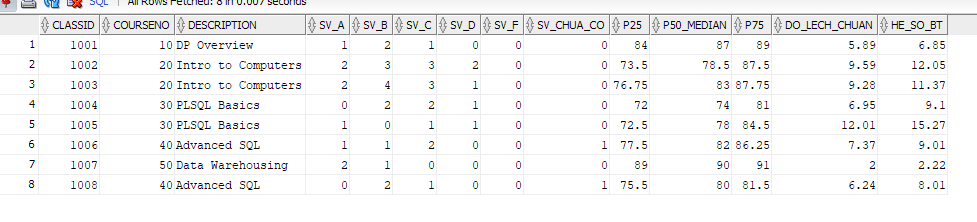 SQL | All Rows Fetched: 8 in 0.007 seconds
CLASSID COURSENO DESCRIPTION SV_A SV_B SV_C SV_D SV_F SV_CHUA_CO P25 P50_MEDIAN P75 DO_LECH_CHUAN HE_SO_BT
1 1001 10 DP Overview 1 2 1 0 0 0 84 87 89 5.89 6.85
2 1002 20 Intro to Computers 2 3 3 2 0 0 73.5 78.5 87.5 9.59 12.05
3 1003 20 Intro to Computers 2 4 3 1 0 0 76.75 83 87.75 9.28 11.37
4 1004 30 PLSQL Basics 0 2 2 1 0 0 72 74 81 6.95 9.1
5 1005 30 PLSQL Basics 1 0 1 1 0 0 72.5 78 84.5 12.01 15.27
6 1006 40 Advanced SQL 1 1 2 0 0 1 77.5 82 86.25 7.37 9.01
7 1007 50 Data Warehousing 2 1 0 0 0 0 89 90 91 2 2.22
8 1008 40 Advanced SQL 0 2 1 0 0 1 75.5 80 81.5 6.24 8.01